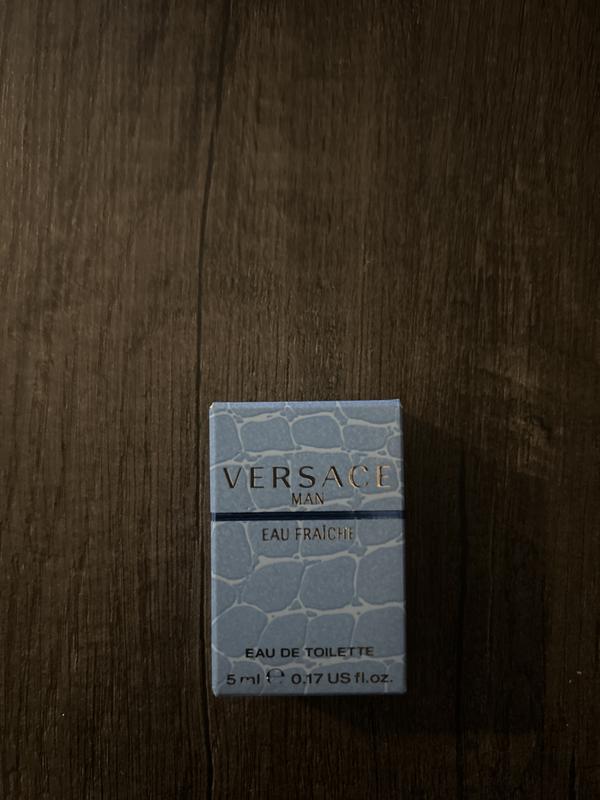 VERSACE
MAN
EAU FRAÎCHE
EAU DE TOILETTE
5 ml ℮ 0.17 US fl.oz.